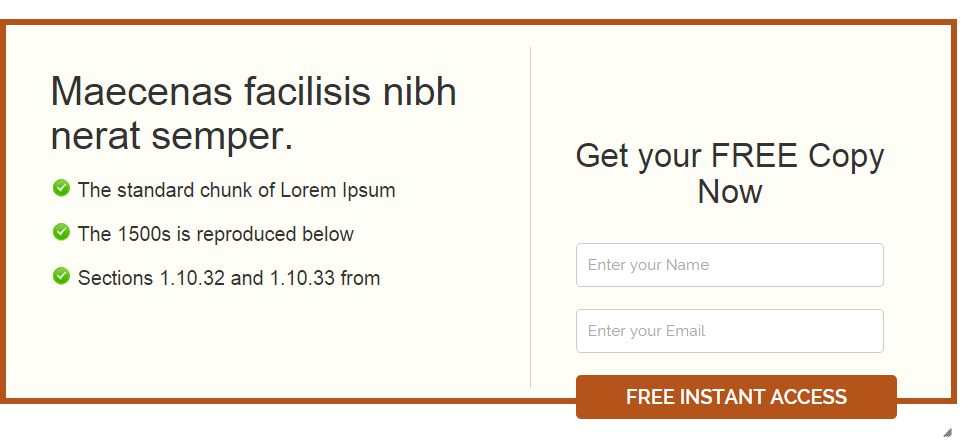 Maecenas facilisis nibh
nerat semper.
The standard chunk of Lorem Ipsum
The 1500s is reproduced below
Sections 1.10.32 and 1.10.33 from
Get your FREE Copy
Now
Enter your Name
Enter your Email
FREE INSTANT ACCESS